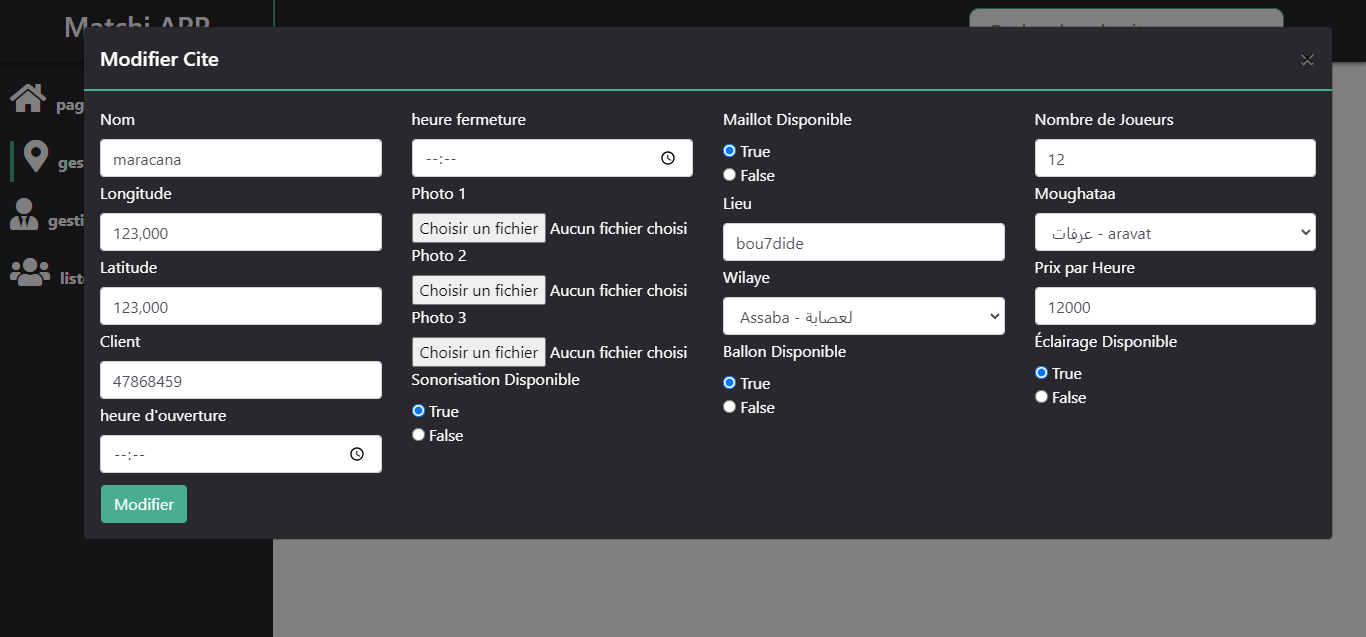 Matchi APP
Modifier Cite
×
pag
ges
gesti
liste
Nom
maracana
Longitude
123,000
Latitude
123,000
Client
47868459
heure d'ouverture
--:--
Modifier
heure fermeture
--:--
Photo 1
Choisir un fichier Aucun fichier choisi
Photo 2
Choisir un fichier Aucun fichier choisi
Photo 3
Choisir un fichier Aucun fichier choisi
Sonorisation Disponible
True
False
Maillot Disponible
True
False
Lieu
bou7dide
Wilaye
Assaba - لعصابة
Ballon Disponible
True
False
Nombre de Joueurs
12
Moughataa
عرفات - aravat
Prix par Heure
12000
Éclairage Disponible
True
False